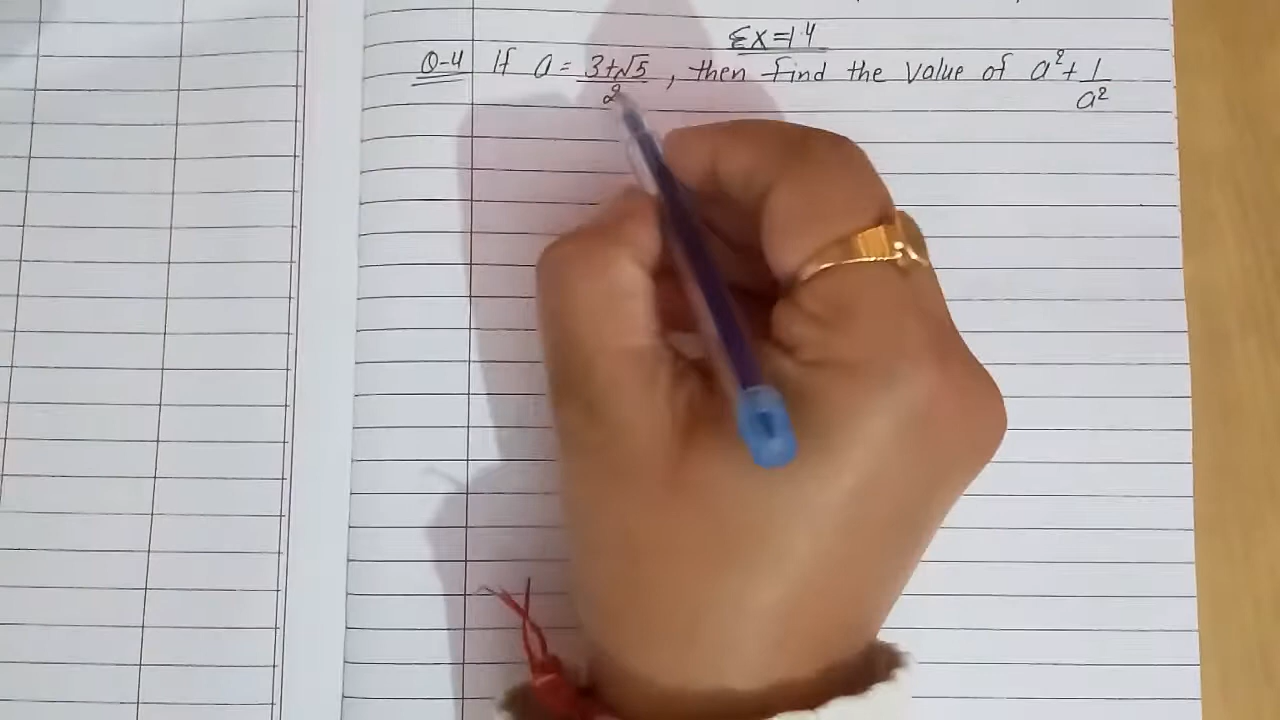 Ex=1.4
Q-4 If a = 3+√5/2, then find the value of a²+1/a²